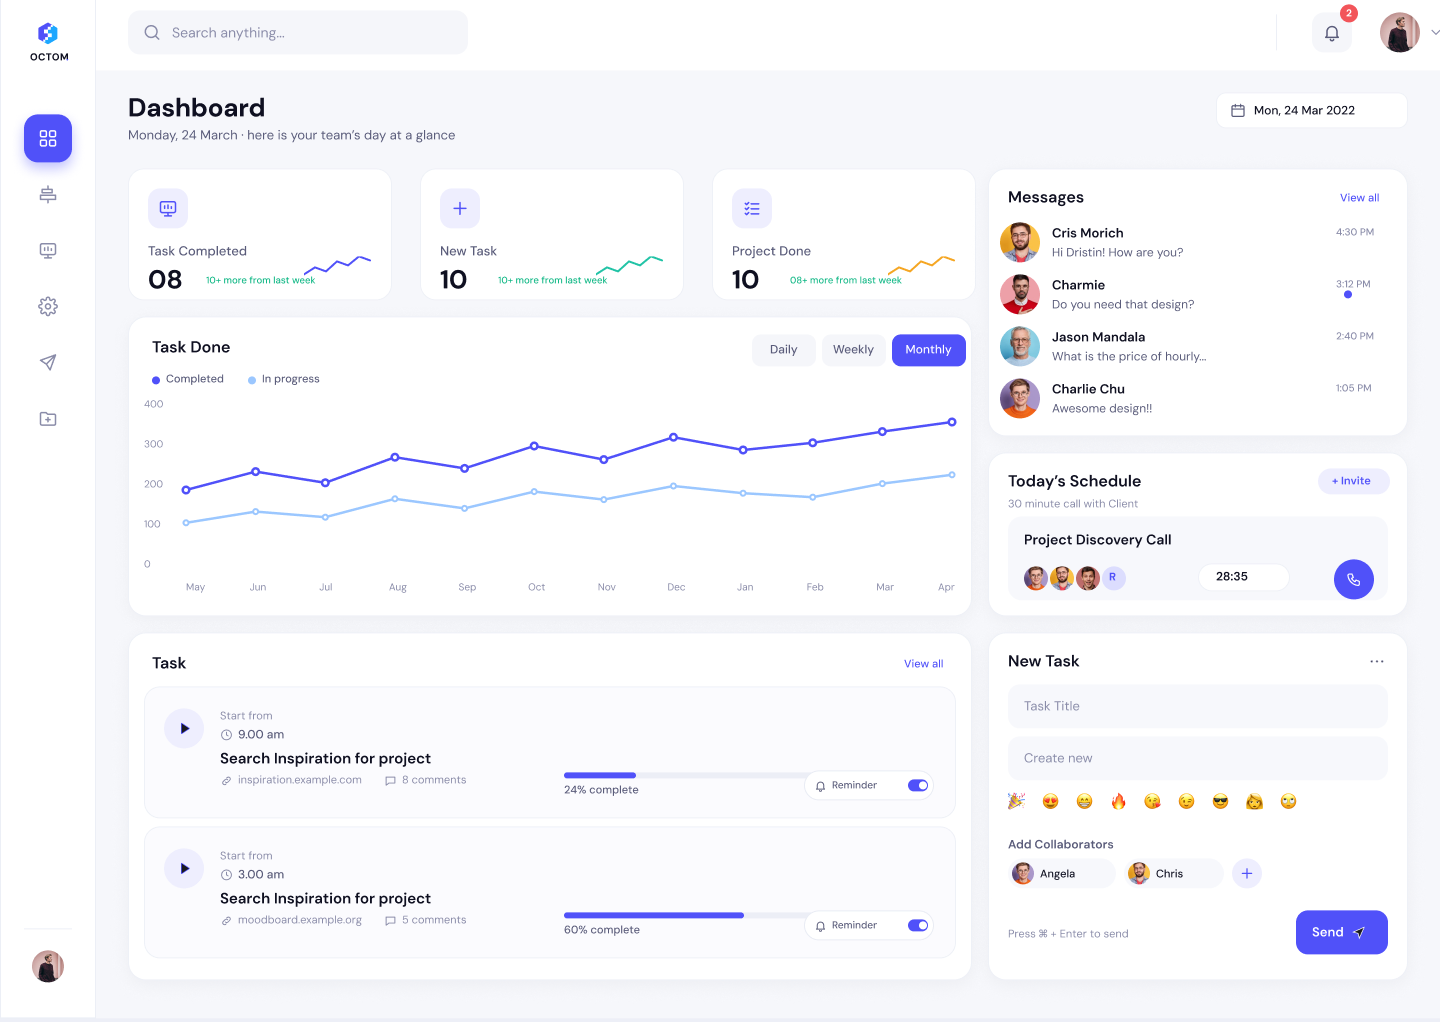 OCTOM
Search anything...
2
Dashboard
Monday, 24 March · here is your team's day at a glance
Mon, 24 Mar 2022
Task Completed
08
10+ more from last week
New Task
10
10+ more from last week
Project Done
10
08+ more from last week
Task Done
Daily
Weekly
Monthly
Completed
In progress
400
300
200
100
0
May
Jun
Jul
Aug
Sep
Oct
Nov
Dec
Jan
Feb
Mar
Apr
Messages
View all
Cris Morich
4:30 PM
Hi Dristin! How are you?
Charmie
3:12 PM
Do you need that design?
Jason Mandala
2:40 PM
What is the price of hourly...
Charlie Chu
1:05 PM
Awesome design!!
Today's Schedule
+ Invite
30 minute call with Client
Project Discovery Call
R
28:35
Task
View all
Start from
9.00 am
Search Inspiration for project
inspiration.example.com
8 comments
24% complete
Reminder
Start from
3.00 am
Search Inspiration for project
moodboard.example.org
5 comments
60% complete
Reminder
New Task
Task Title
Create new
Add Collaborators
Angela
Chris
Press ⌘ + Enter to send
Send